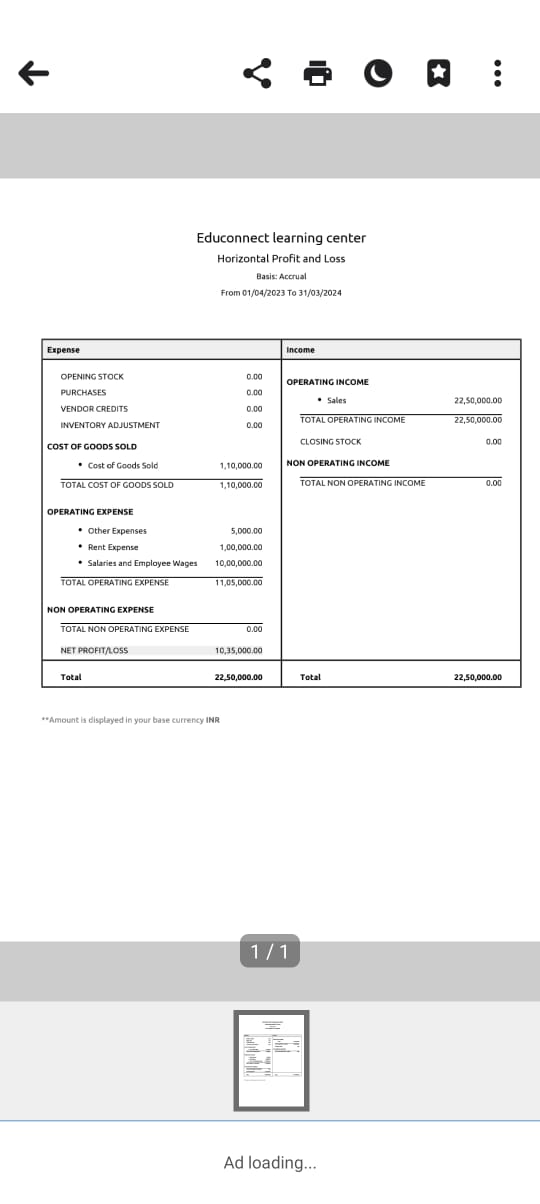 Educonnect learning center
Horizontal Profit and Loss
Basis: Accrual
From 01/04/2023 To 31/03/2024
Expense
OPENING STOCK 0.00
PURCHASES 0.00
VENDOR CREDITS 0.00
INVENTORY ADJUSTMENT 0.00
COST OF GOODS SOLD
• Cost of Goods Sold 1,10,000.00
TOTAL COST OF GOODS SOLD 1,10,000.00
OPERATING EXPENSE
• Other Expenses 5,000.00
• Rent Expense 1,00,000.00
• Salaries and Employee Wages 10,00,000.00
TOTAL OPERATING EXPENSE 11,05,000.00
NON OPERATING EXPENSE
TOTAL NON OPERATING EXPENSE 0.00
NET PROFIT/LOSS 10,35,000.00
Total 22,50,000.00
Income
OPERATING INCOME
• Sales 22,50,000.00
TOTAL OPERATING INCOME 22,50,000.00
CLOSING STOCK 0.00
NON OPERATING INCOME
TOTAL NON OPERATING INCOME 0.00
Total 22,50,000.00
**Amount is displayed in your base currency INR
1 / 1
Ad loading...